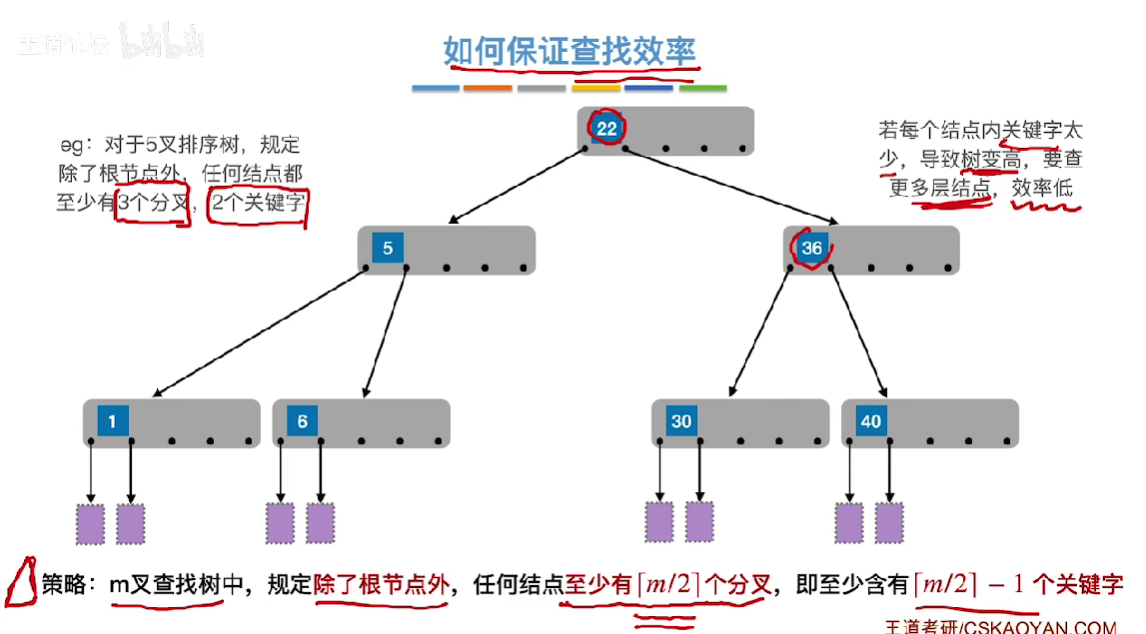 王道论坛 bilibili
如何保证查找效率
eg：对于5叉排序树，规定
除了根节点外，任何结点都
至少有3个分叉，2个关键字
若每个结点内关键字太
少，导致树变高，要查
更多层结点，效率低
22
5
36
1
6
30
40
策略：m叉查找树中，规定除了根节点外，任何结点至少有⌈m/2⌉个分叉，即至少含有⌈m/2⌉ − 1 个关键字
王道考研/CSKAOYAN.COM